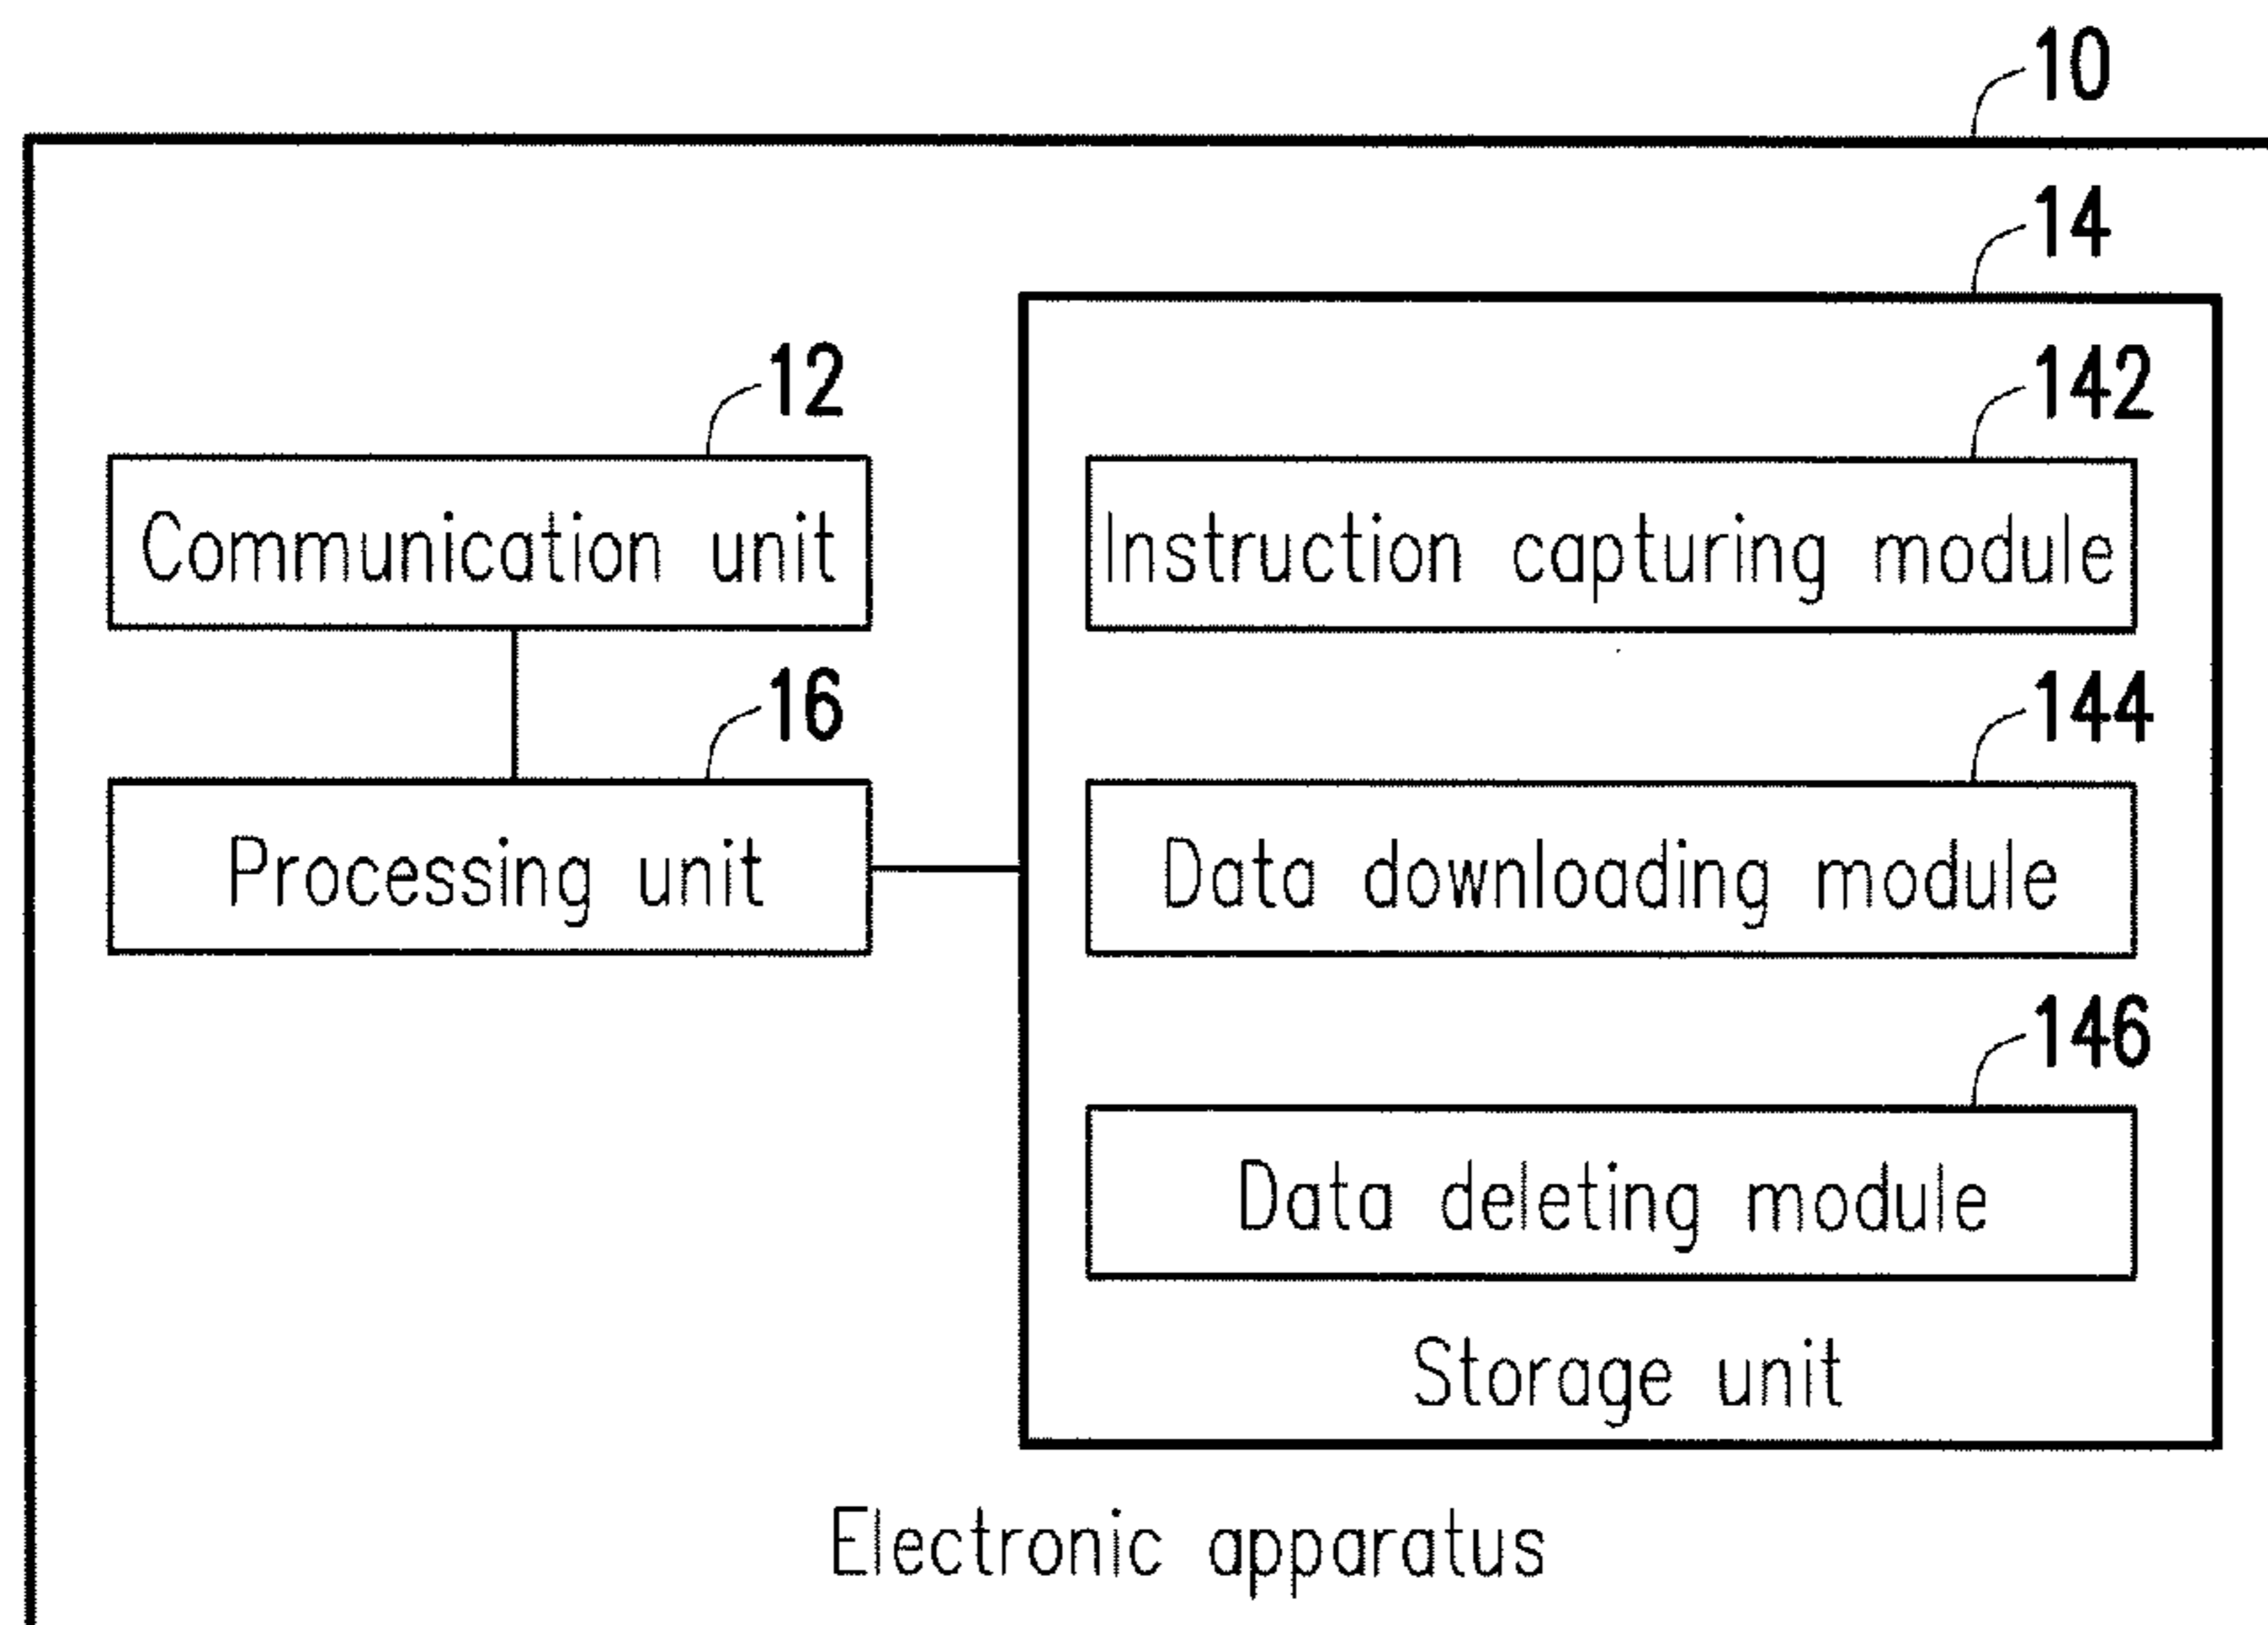 10
14
12
142
Communication unit
Instruction capturing module
16
144
Processing unit
Data downloading module
146
Data deleting module
Storage unit
Electronic apparatus